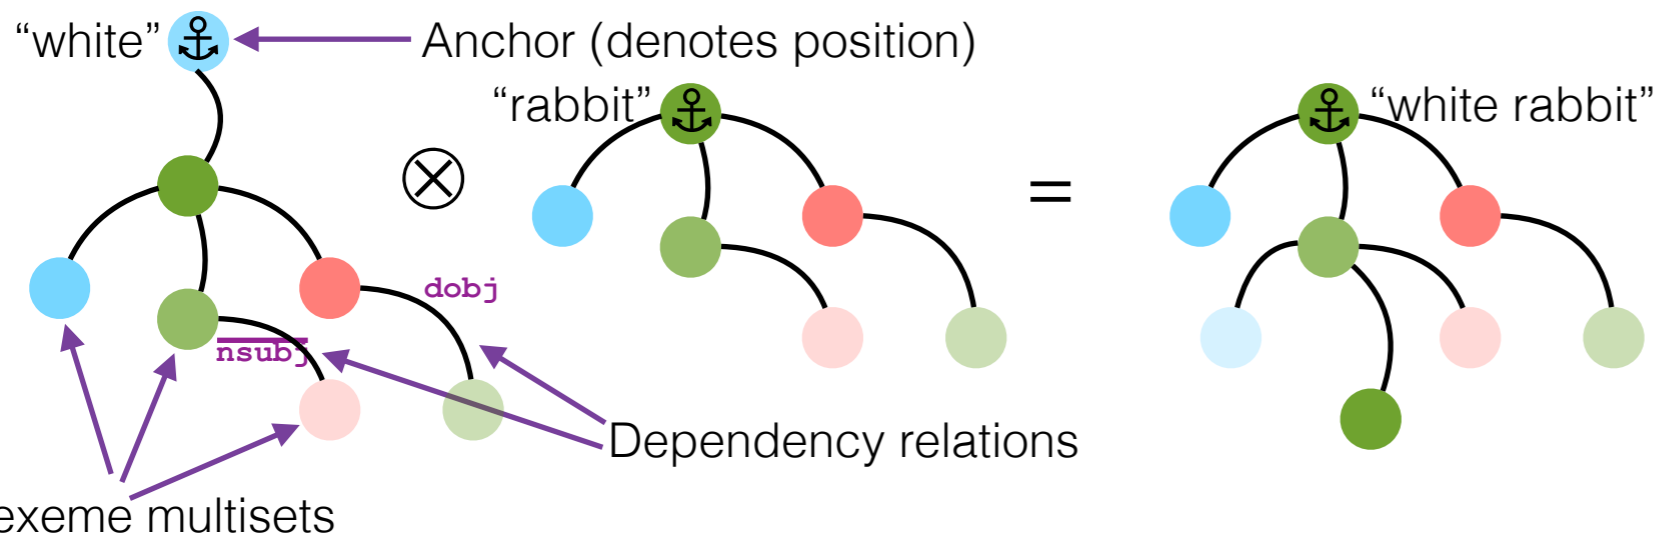 “white”
Anchor (denotes position)
“rabbit”
“white rabbit”
⊗
=
dobj
nsubj
Dependency relations
exeme multisets